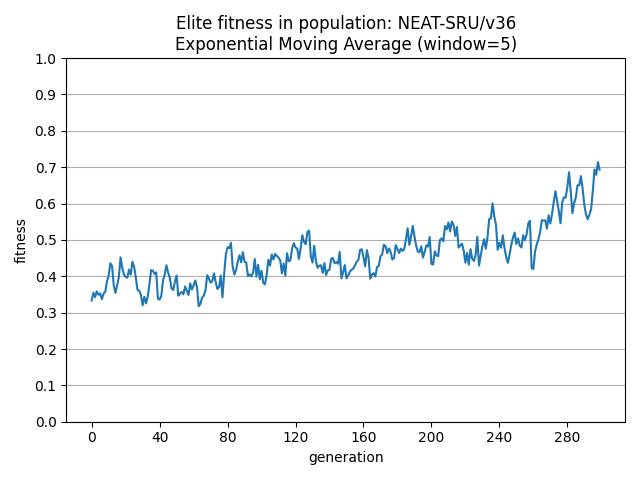 Elite fitness in population: NEAT-SRU/v36
Exponential Moving Average (window=5)
1.0
0.9
0.8
0.7
0.6
0.5
0.4
0.3
0.2
0.1
0.0
fitness
0 40 80 120 160 200 240 280
generation